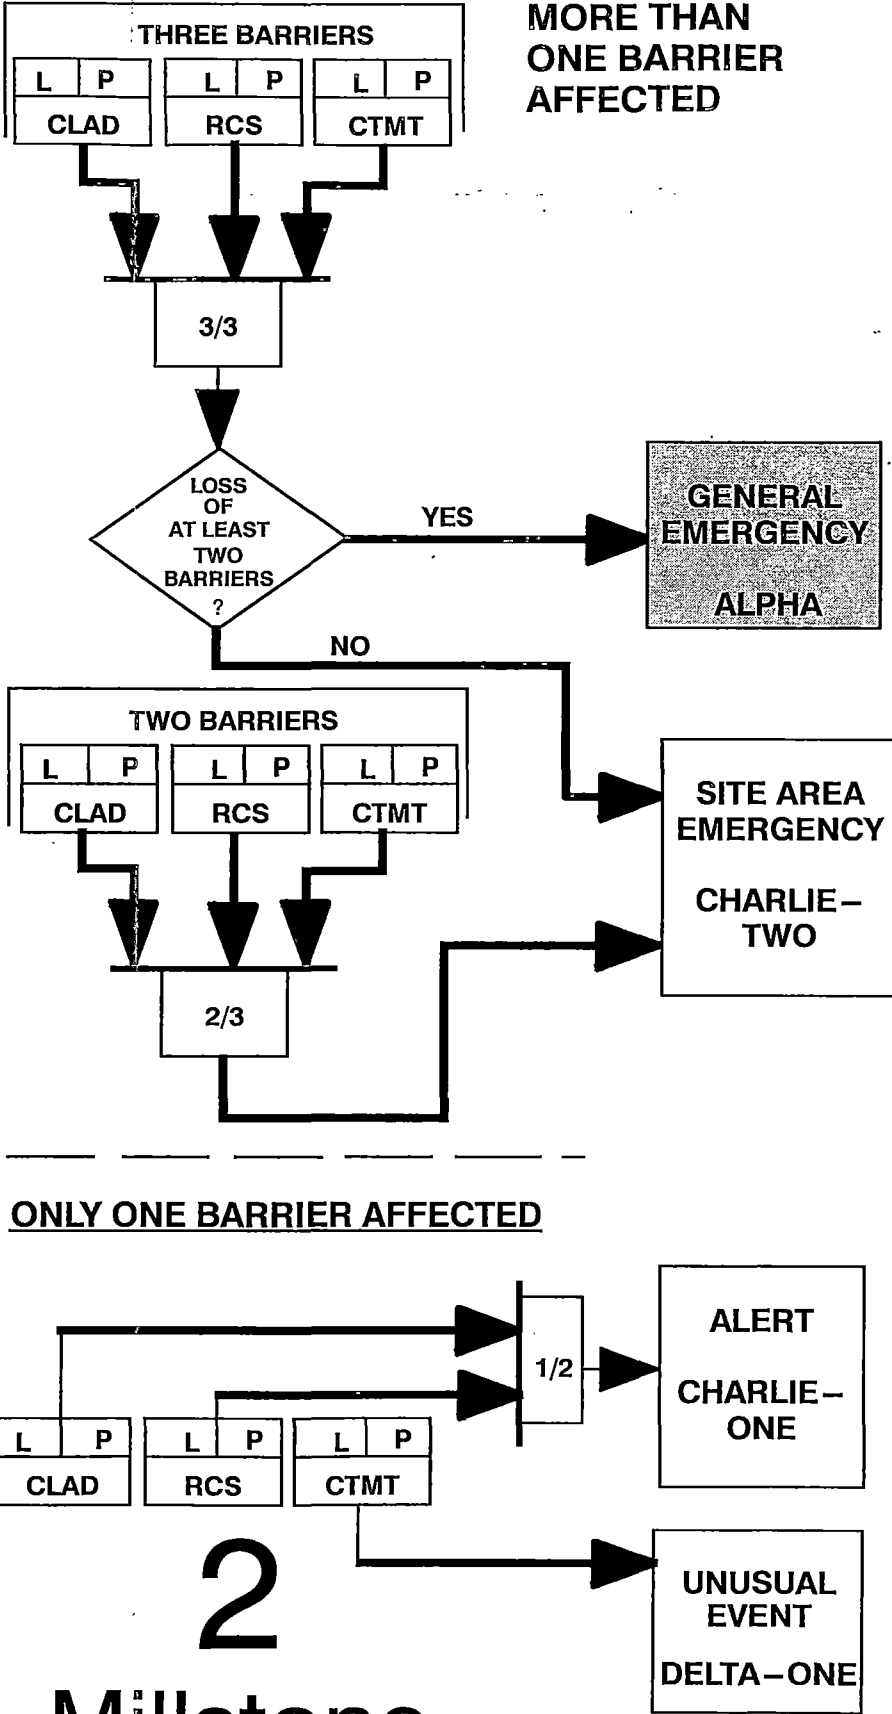 THREE BARRIERS
MORE THAN
ONE BARRIER
AFFECTED
L P L P L P
CLAD RCS CTMT
3/3
LOSS
OF
AT LEAST
TWO
BARRIERS
?
YES
GENERAL
EMERGENCY
ALPHA
NO
TWO BARRIERS
L P L P L P
CLAD RCS CTMT
SITE AREA
EMERGENCY
CHARLIE–
TWO
2/3
ONLY ONE BARRIER AFFECTED
1/2
ALERT
CHARLIE–
ONE
L P L P L P
CLAD RCS CTMT
2
UNUSUAL
EVENT
DELTA–ONE
Millstone